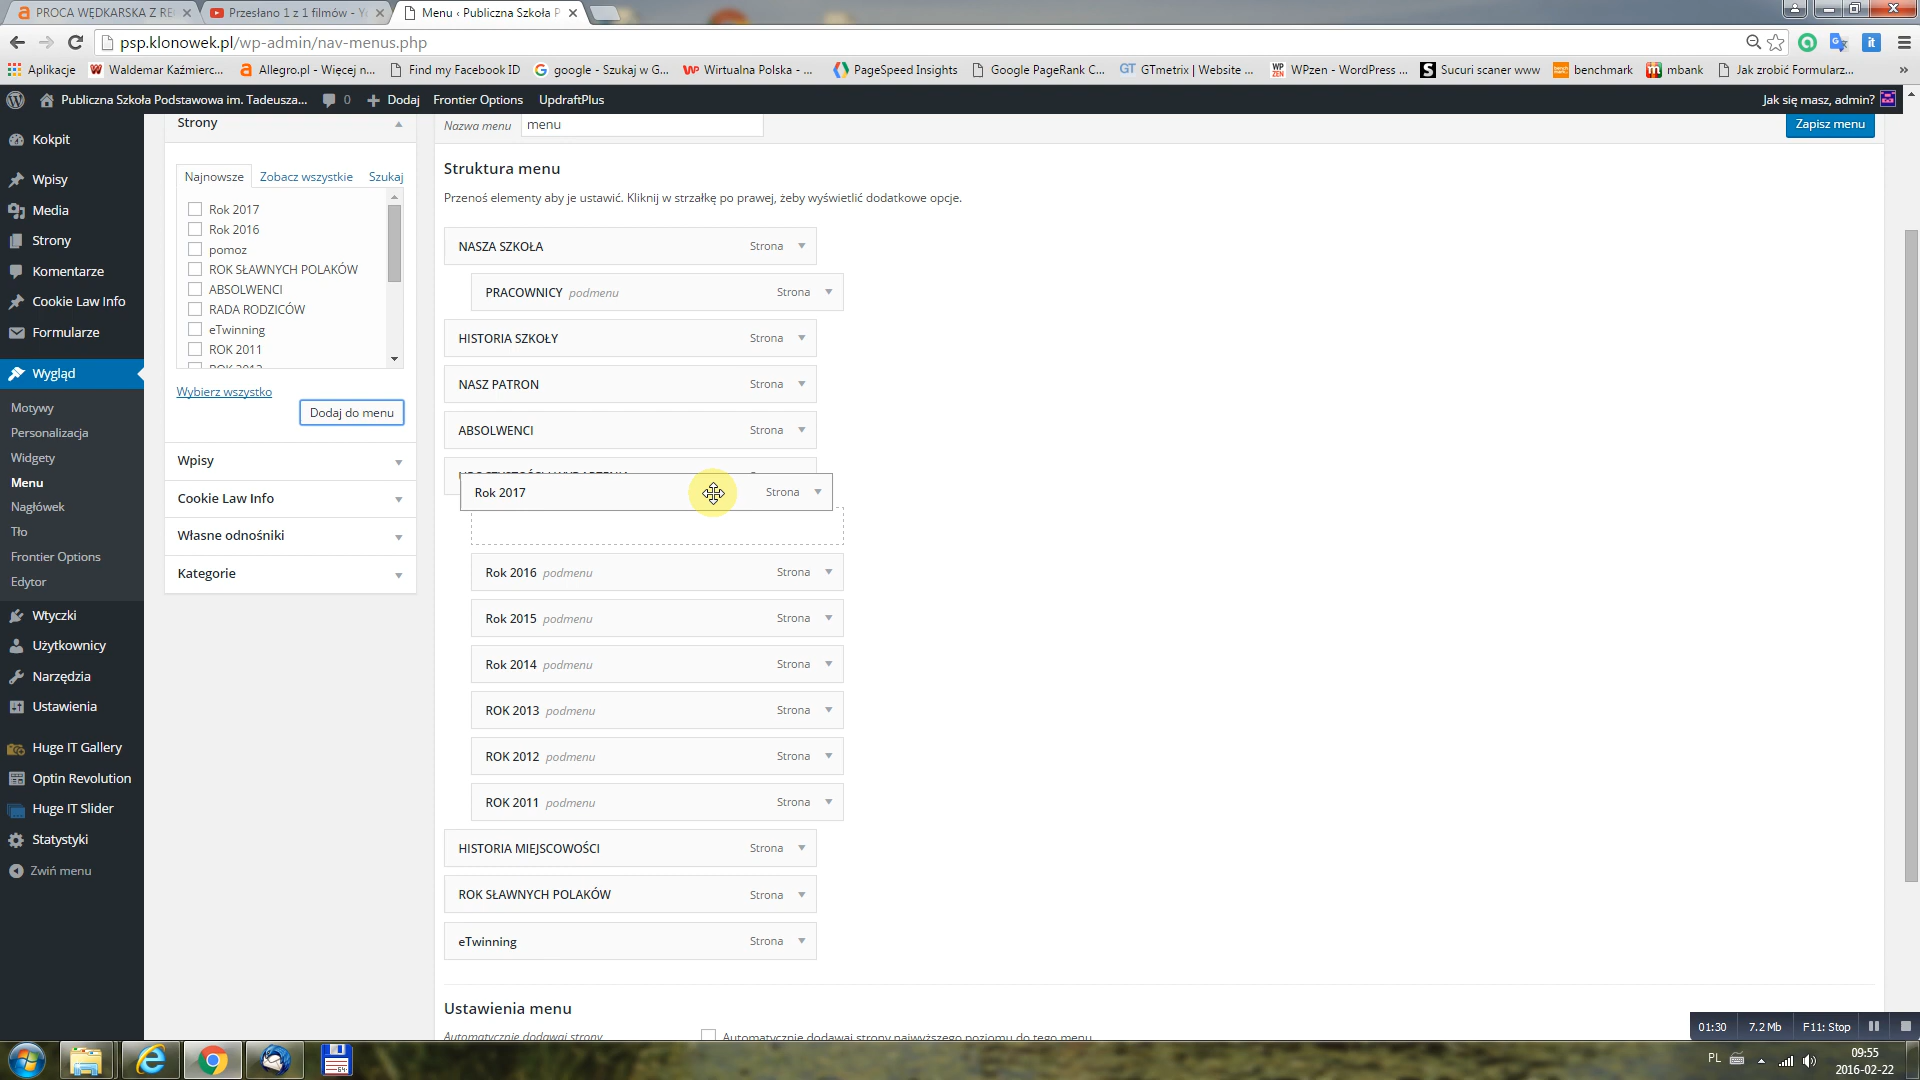 PROCA WĘDKARSKA Z RE
Przesłano 1 z 1 filmów - Y
Menu ‹ Publiczna Szkoła P
psp.klonowek.pl/wp-admin/nav-menus.php
Aplikacje
Waldemar Kaźmierc...
Allegro.pl - Więcej n...
Find my Facebook ID
google - Szukaj w G...
Wirtualna Polska - ...
PageSpeed Insights
Google PageRank C...
GTmetrix | Website ...
WPzen - WordPress ...
Sucuri scaner www
benchmark
mbank
Jak zrobić Formularz...
»
Publiczna Szkoła Podstawowa im. Tadeusza...
0
Dodaj
Frontier Options
UpdraftPlus
Jak się masz, admin?
Kokpit
Wpisy
Media
Strony
Komentarze
Cookie Law Info
Formularze
Wygląd
Motywy
Personalizacja
Widgety
Menu
Nagłówek
Tło
Frontier Options
Edytor
Wtyczki
Użytkownicy
Narzędzia
Ustawienia
Huge IT Gallery
Optin Revolution
Huge IT Slider
Statystyki
Zwiń menu
Strony
Najnowsze
Zobacz wszystkie
Szukaj
Rok 2017
Rok 2016
pomoz
ROK SŁAWNYCH POLAKÓW
ABSOLWENCI
RADA RODZICÓW
eTwinning
ROK 2011
Wybierz wszystko
Dodaj do menu
Wpisy
Cookie Law Info
Własne odnośniki
Kategorie
Nazwa menu
menu
Zapisz menu
Struktura menu
Przenoś elementy aby je ustawić. Kliknij w strzałkę po prawej, żeby wyświetlić dodatkowe opcje.
NASZA SZKOŁA Strona
PRACOWNICY podmenu Strona
HISTORIA SZKOŁY Strona
NASZ PATRON Strona
ABSOLWENCI Strona
Rok 2017 Strona
Rok 2016 podmenu Strona
Rok 2015 podmenu Strona
Rok 2014 podmenu Strona
ROK 2013 podmenu Strona
ROK 2012 podmenu Strona
ROK 2011 podmenu Strona
HISTORIA MIEJSCOWOŚCI Strona
ROK SŁAWNYCH POLAKÓW Strona
eTwinning Strona
Ustawienia menu
Automatycznie dodawaj strony
Automatycznie dodawaj strony najwyższego poziomu do tego menu
01:30 7.2 Mb F11: Stop
PL
09:55
2016-02-22